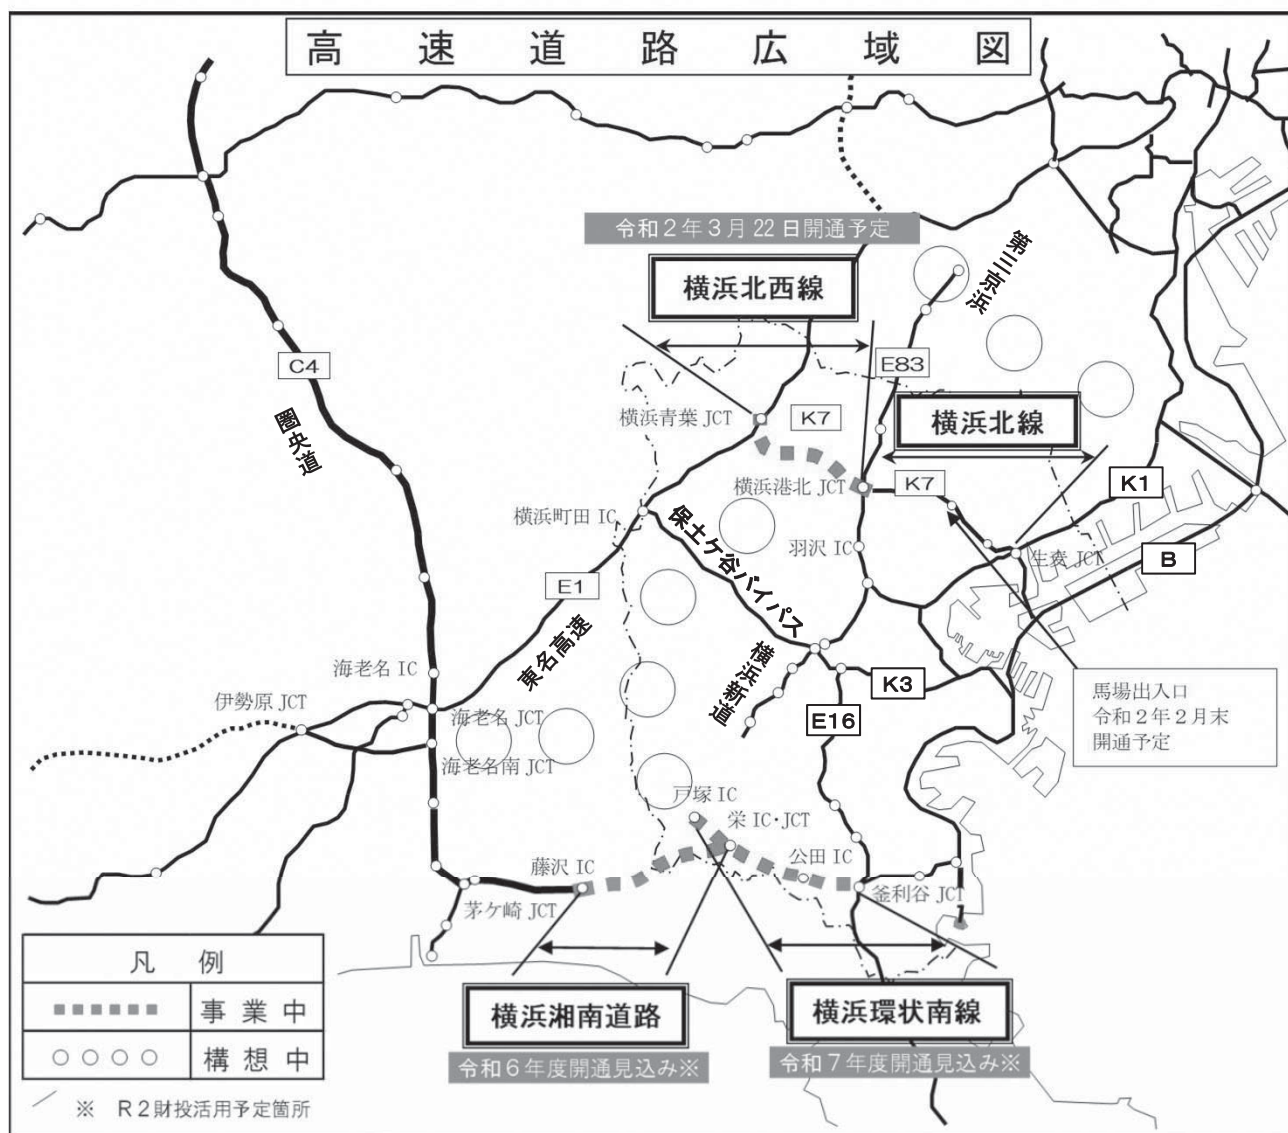 高速道路広域図
令和2年3月22日開通予定
横浜北西線
第三京浜
C4
圏央道
E83
横浜青葉 JCT
K7
横浜北線
横浜港北 JCT
K7
K1
横浜町田 IC
保土ケ谷バイパス
羽沢 IC
生麦 JCT
B
E1
東名高速
海老名 IC
横浜新道
K3
伊勢原 JCT
海老名 JCT
E16
馬場出入口
令和2年2月末
開通予定
海老名南 JCT
戸塚 IC
栄 IC・JCT
公田 IC
藤沢 IC
釜利谷 JCT
茅ケ崎 JCT
凡例
事業中
構想中
横浜湘南道路
令和6年度開通見込み※
横浜環状南線
令和7年度開通見込み※
※ R2財投活用予定箇所